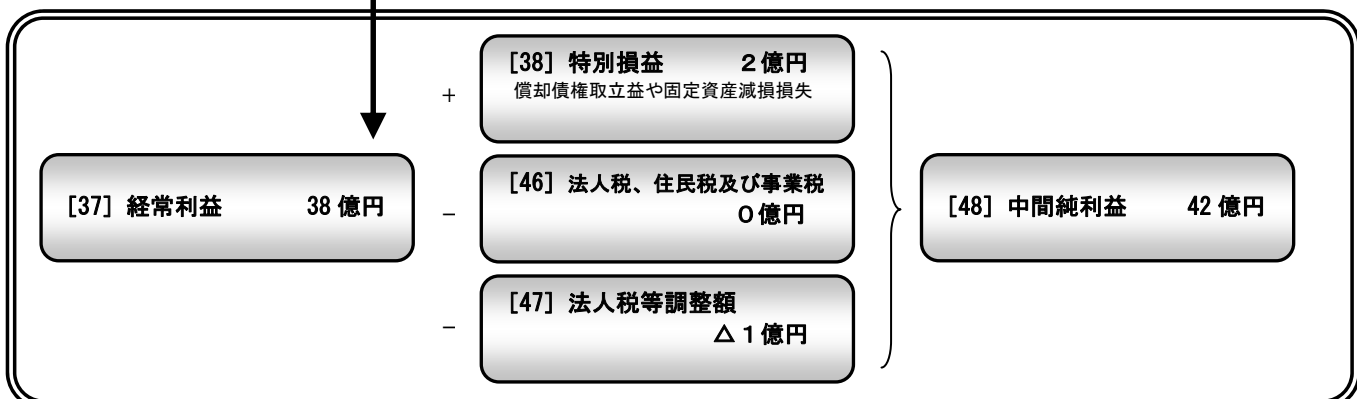 [37] 経常利益 38 億円
+
[38] 特別損益 2億円
償却債権取立益や固定資産減損損失
−
[46] 法人税、住民税及び事業税
0億円
−
[47] 法人税等調整額
△1億円
[48] 中間純利益 42 億円